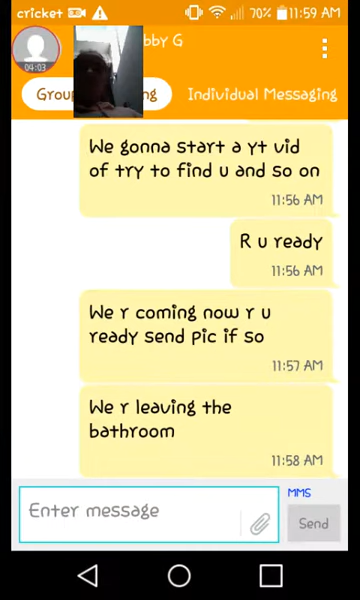 cricket 70% 11:59 AM
bby G
04:03
Group ng Individual Messaging
We gonna start a yt vid
of try to find u and so on
11:56 AM
R u ready
11:56 AM
We r coming now r u
ready send pic if so
11:57 AM
We r leaving the
bathroom
11:58 AM
MMS
Enter message
Send